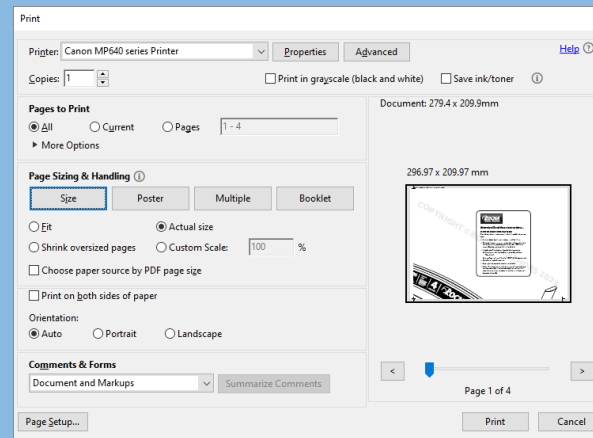 Print
Printer: Canon MP640 series Printer Properties Advanced Help
Copies: 1 Print in grayscale (black and white) Save ink/toner
Pages to Print
All Current Pages 1 - 4
More Options
Page Sizing & Handling
Size Poster Multiple Booklet
Fit Actual size
Shrink oversized pages Custom Scale: 100 %
Choose paper source by PDF page size
Print on both sides of paper
Orientation:
Auto Portrait Landscape
Comments & Forms
Document and Markups Summarize Comments
Document: 279.4 x 209.9mm
296.97 x 209.97 mm
COPYRIGHT
< >
Page 1 of 4
Page Setup... Print Cancel